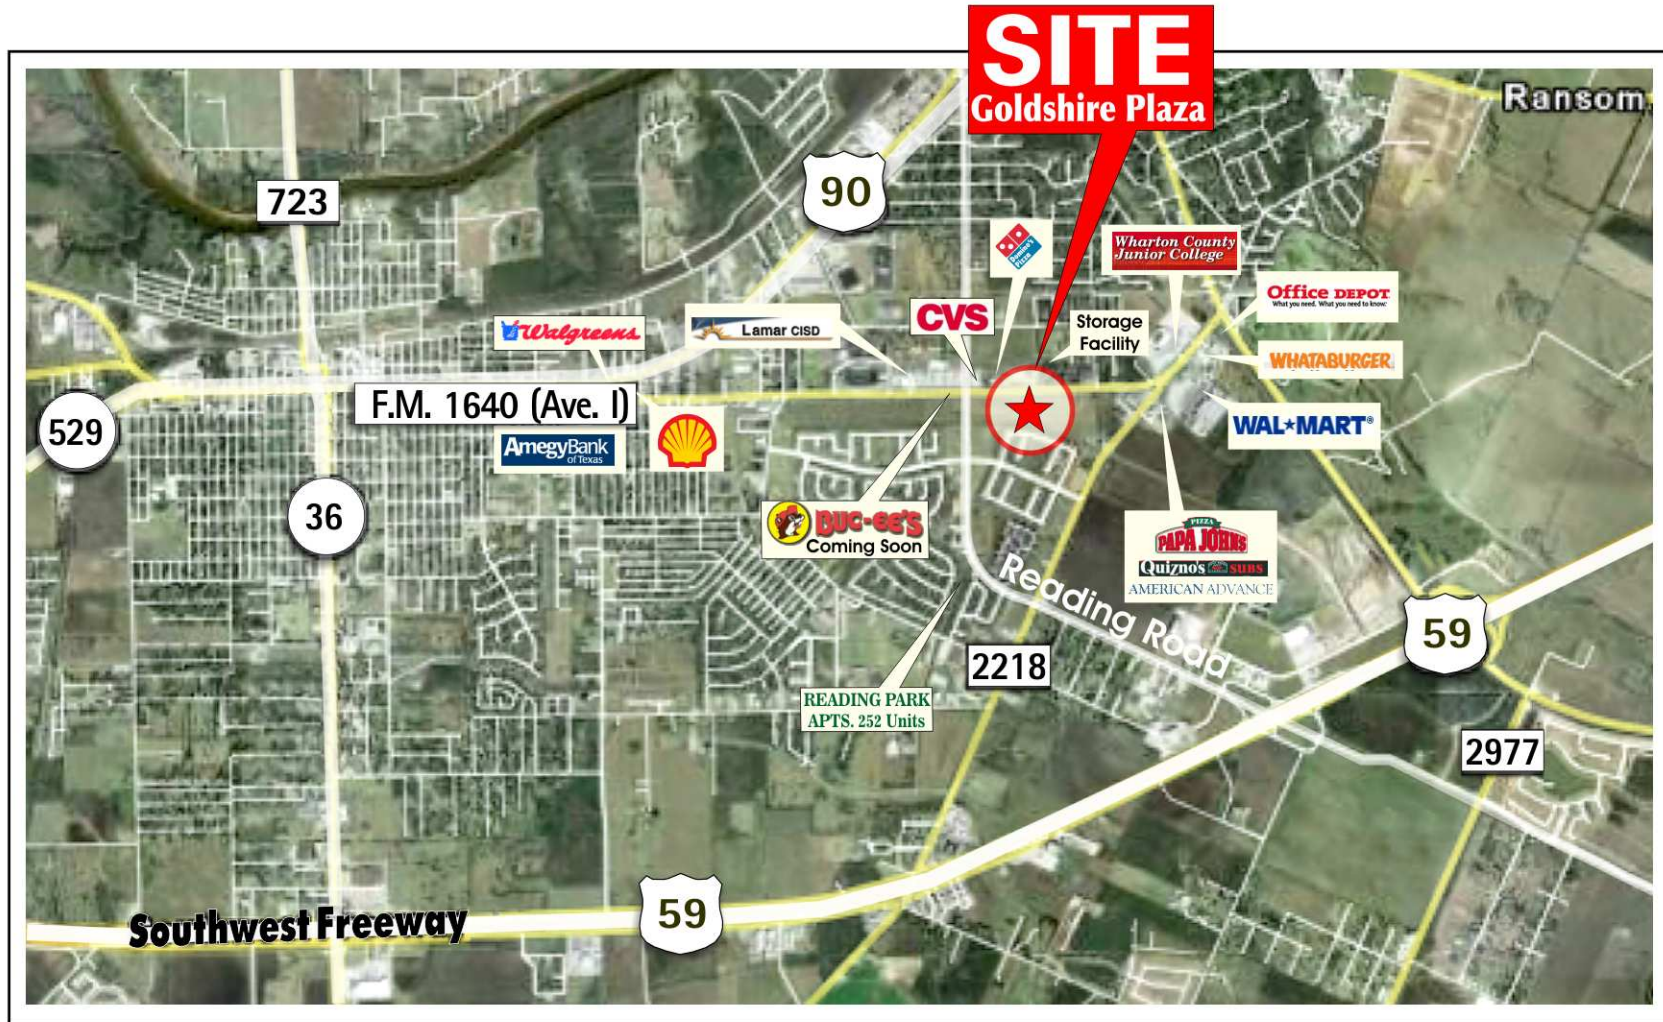 SITE
Goldshire Plaza
Ransom
723
90
Domino's
Pizza
Wharton County
Junior College
Office DEPOT
What you need. What you need to know.
Walgreens
Lamar CISD
CVS
Storage
Facility
WHATABURGER
F.M. 1640 (Ave. I)
529
AmegyBank
of Texas
WAL★MART®
36
BUC-EE'S
Coming Soon
PIZZA
PAPA JOHNS
Quizno's SUBS
AMERICAN ADVANCE
Reading Road
59
2218
READING PARK
APTS. 252 Units
2977
Southwest Freeway
59